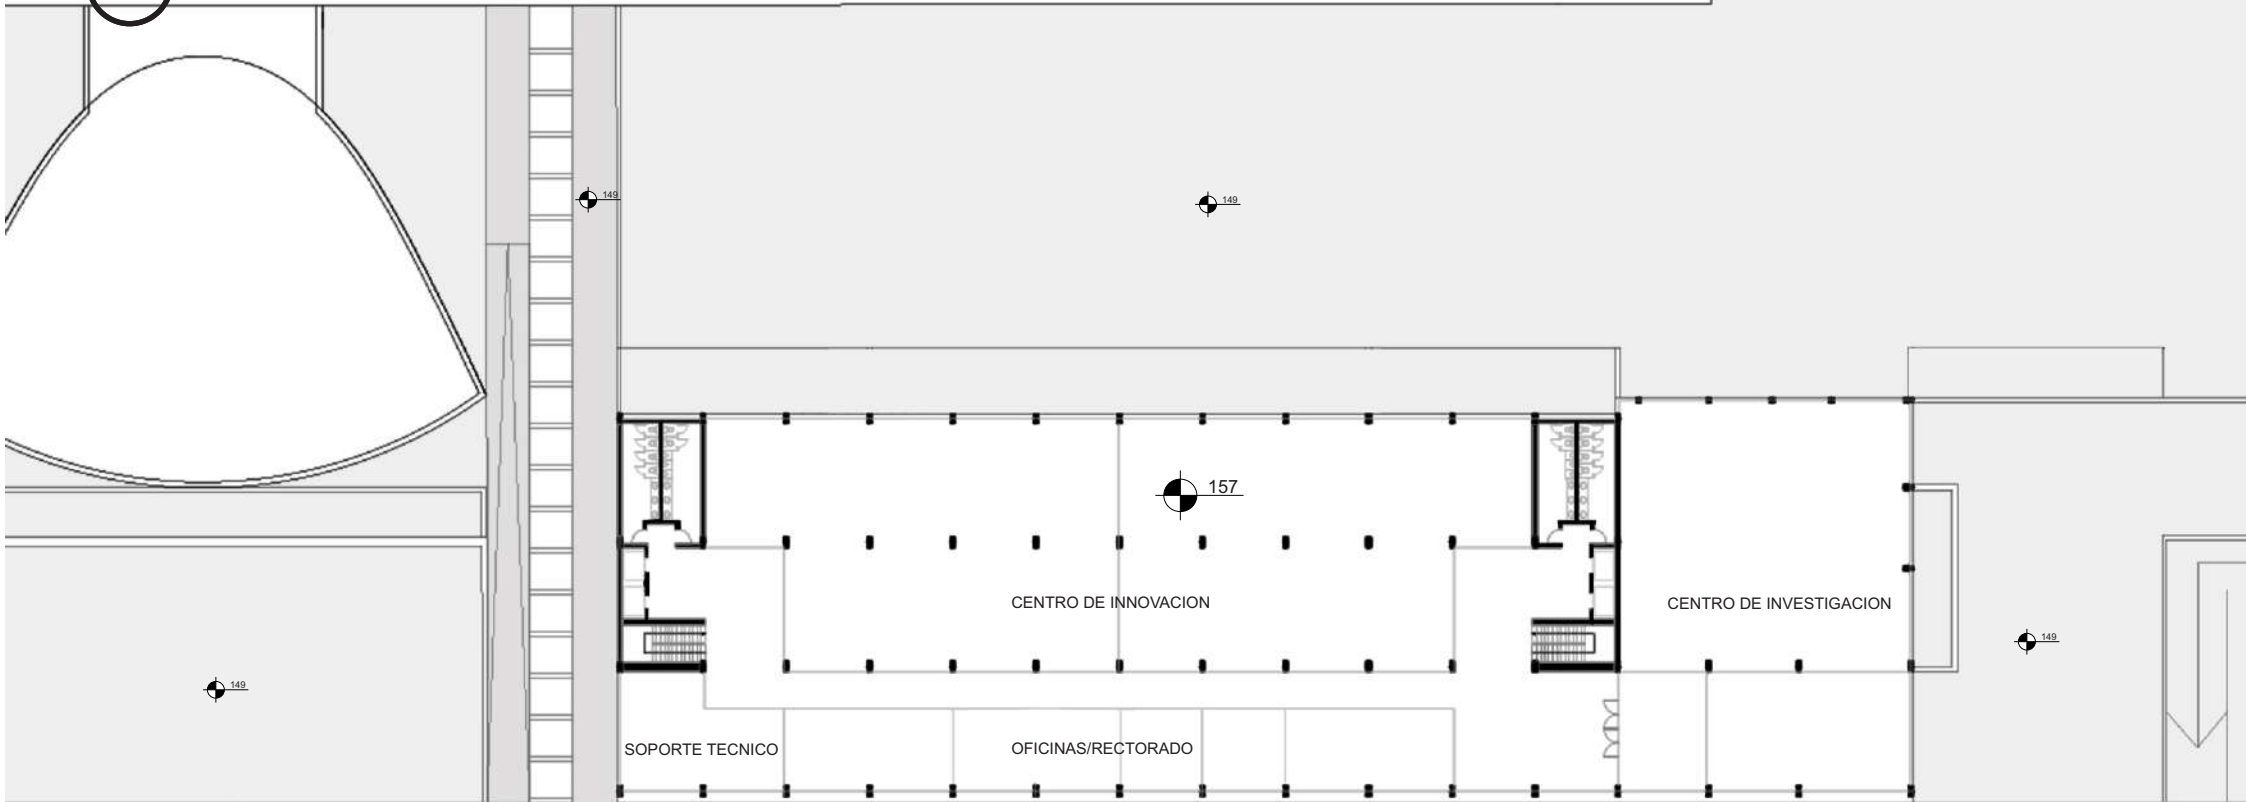 149
149
157
CENTRO DE INNOVACION
CENTRO DE INVESTIGACION
149
149
SOPORTE TECNICO
OFICINAS/RECTORADO